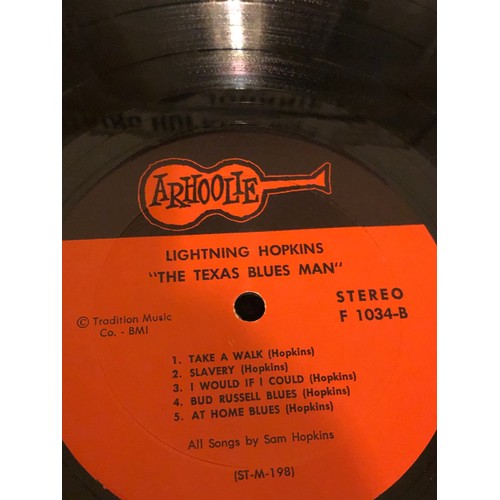 ARHOOLIE
LIGHTNING HOPKINS
"THE TEXAS BLUES MAN"
STEREO
F 1034-B
© Tradition Music
Co. - BMI
1. TAKE A WALK (Hopkins)
2. SLAVERY (Hopkins)
3. I WOULD IF I COULD (Hopkins)
4. BUD RUSSELL BLUES (Hopkins)
5. AT HOME BLUES (Hopkins)
All Songs by Sam Hopkins
(ST-M-198)